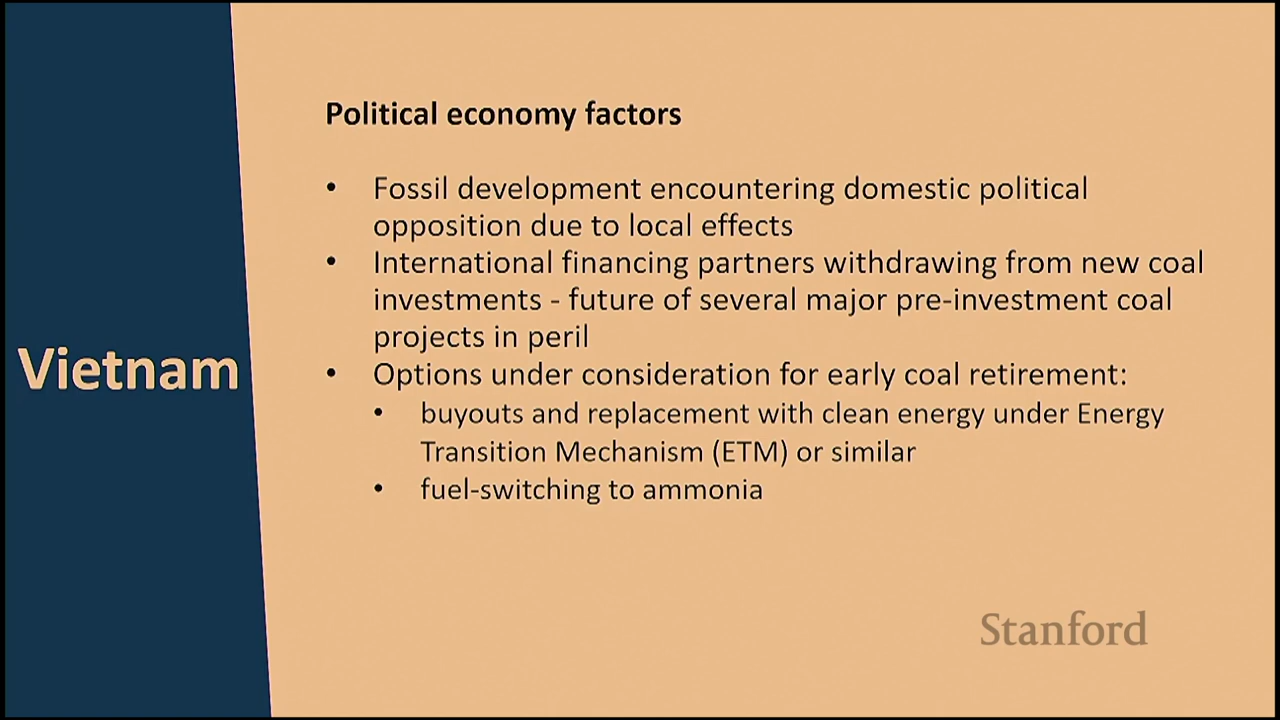 Vietnam
Political economy factors
• Fossil development encountering domestic political
opposition due to local effects
• International financing partners withdrawing from new coal
investments - future of several major pre-investment coal
projects in peril
• Options under consideration for early coal retirement:
• buyouts and replacement with clean energy under Energy
Transition Mechanism (ETM) or similar
• fuel-switching to ammonia
Stanford